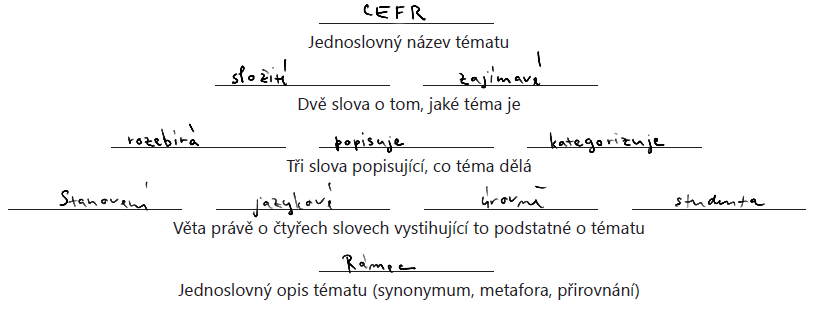 CEFR
Jednoslovný název tématu
složité zajímavé
Dvě slova o tom, jaké téma je
rozebírá popisuje kategorizuje
Tři slova popisující, co téma dělá
Stanovení jazykové úrovně studenta
Věta právě o čtyřech slovech vystihující to podstatné o tématu
Rámec
Jednoslovný opis tématu (synonymum, metafora, přirovnání)